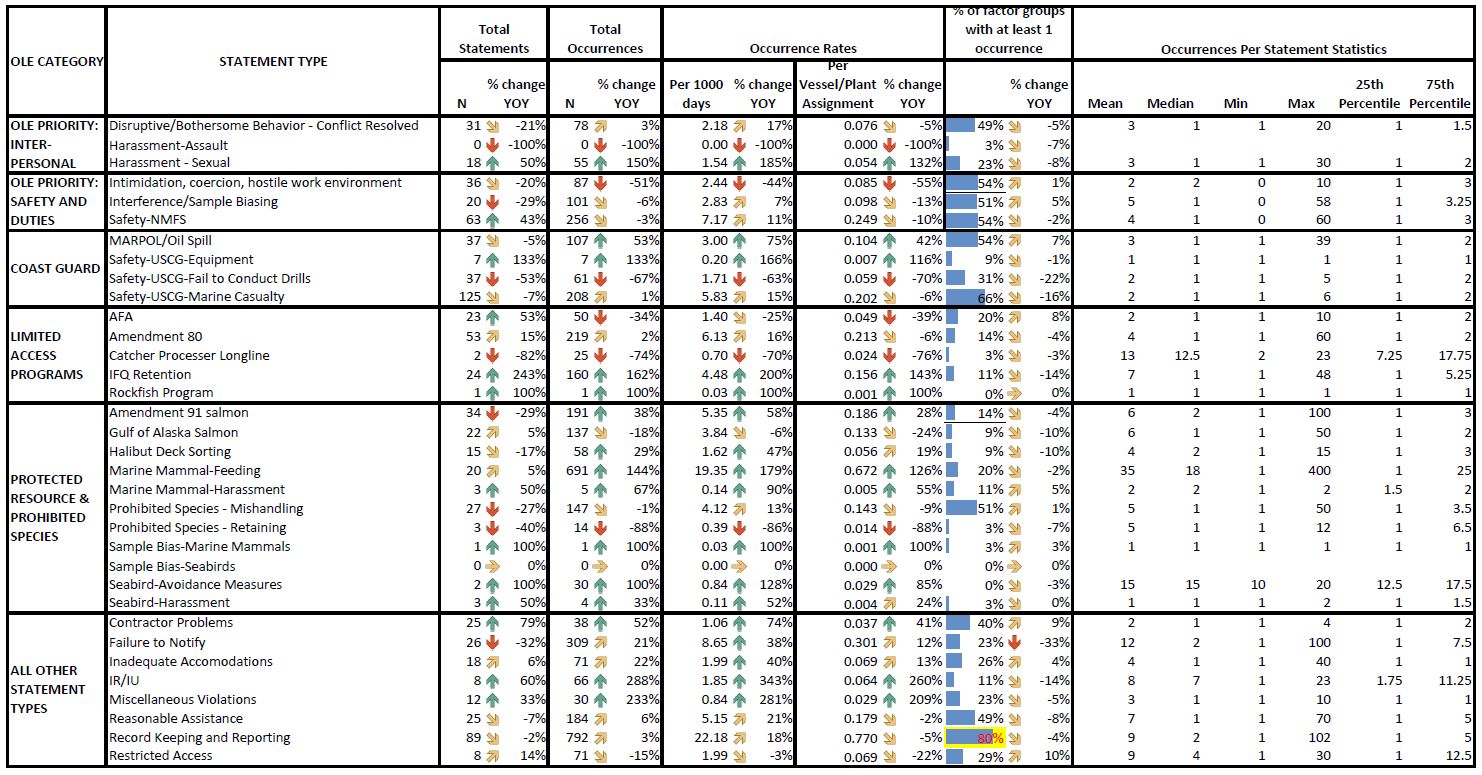 % of factor groups
with at least 1
occurrence
Total
Statements
Total
Occurrences
Occurrence Rates
Occurrences Per Statement Statistics
OLE CATEGORY STATEMENT TYPE
N % change YOY N % change YOY Per 1000 days % change YOY Per Vessel/Plant Assignment % change YOY % change YOY Mean Median Min Max 25th Percentile 75th Percentile
OLE PRIORITY: INTER-PERSONAL
Disruptive/Bothersome Behavior - Conflict Resolved 31 -21% 78 3% 2.18 17% 0.076 -5% 49% -5% 3 1 1 20 1 1.5
Harassment-Assault 0 -100% 0 -100% 0.00 -100% 0.000 -100% 3% -7%
Harassment - Sexual 18 50% 55 150% 1.54 185% 0.054 132% 23% -8% 3 1 1 30 1 2
OLE PRIORITY: SAFETY AND DUTIES
Intimidation, coercion, hostile work environment 36 -20% 87 -51% 2.44 -44% 0.085 -55% 54% 1% 2 2 0 10 1 3
Interference/Sample Biasing 20 -29% 101 -6% 2.83 7% 0.098 -13% 51% 5% 5 1 0 58 1 3.25
Safety-NMFS 63 43% 256 -3% 7.17 11% 0.249 -10% 54% -2% 4 1 0 60 1 3
COAST GUARD
MARPOL/Oil Spill 37 -5% 107 53% 3.00 75% 0.104 42% 54% 7% 3 1 1 39 1 2
Safety-USCG-Equipment 7 133% 7 133% 0.20 166% 0.007 116% 9% -1% 1 1 1 1 1 1
Safety-USCG-Fail to Conduct Drills 37 -53% 61 -67% 1.71 -63% 0.059 -70% 31% -22% 2 1 1 5 1 2
Safety-USCG-Marine Casualty 125 -7% 208 1% 5.83 15% 0.202 -6% 66% -16% 2 1 1 6 1 2
LIMITED ACCESS PROGRAMS
AFA 23 53% 50 -34% 1.40 -25% 0.049 -39% 20% 8% 2 1 1 10 1 2
Amendment 80 53 15% 219 2% 6.13 16% 0.213 -6% 14% -4% 4 1 1 60 1 2
Catcher Processer Longline 2 -82% 25 -74% 0.70 -70% 0.024 -76% 3% -3% 13 12.5 2 23 7.25 17.75
IFQ Retention 24 243% 160 162% 4.48 200% 0.156 143% 11% -14% 7 1 1 48 1 5.25
Rockfish Program 1 100% 1 100% 0.03 100% 0.001 100% 0% 0% 1 1 1 1 1 1
PROTECTED RESOURCE & PROHIBITED SPECIES
Amendment 91 salmon 34 -29% 191 38% 5.35 58% 0.186 28% 14% -4% 6 2 1 100 1 3
Gulf of Alaska Salmon 22 5% 137 -18% 3.84 -6% 0.133 -24% 9% -10% 6 1 1 50 1 2
Halibut Deck Sorting 15 -17% 58 29% 1.62 47% 0.056 19% 9% -10% 4 2 1 15 1 3
Marine Mammal-Feeding 20 5% 691 144% 19.35 179% 0.672 126% 20% -2% 35 18 1 400 1 25
Marine Mammal-Harassment 3 50% 5 67% 0.14 90% 0.005 55% 11% 5% 2 2 1 2 1.5 2
Prohibited Species - Mishandling 27 -27% 147 -1% 4.12 13% 0.143 -9% 51% 1% 5 1 1 50 1 3.5
Prohibited Species - Retaining 3 -40% 14 -88% 0.39 -86% 0.014 -88% 3% -7% 5 1 1 12 1 6.5
Sample Bias-Marine Mammals 1 100% 1 100% 0.03 100% 0.001 100% 3% 3% 1 1 1 1 1 1
Sample Bias-Seabirds 0 0% 0 0% 0.00 0% 0.000 0% 0% 0%
Seabird-Avoidance Measures 2 100% 30 100% 0.84 128% 0.029 85% 0% -3% 15 15 10 20 12.5 17.5
Seabird-Harassment 3 50% 4 33% 0.11 52% 0.004 24% 3% 0% 1 1 1 2 1 1.5
ALL OTHER STATEMENT TYPES
Contractor Problems 25 79% 38 52% 1.06 74% 0.037 41% 40% 9% 2 1 1 4 1 2
Failure to Notify 26 -32% 309 21% 8.65 38% 0.301 12% 23% -33% 12 2 1 100 1 7.5
Inadequate Accomodations 18 6% 71 22% 1.99 40% 0.069 13% 26% 4% 4 1 1 40 1 1
IR/IU 8 60% 66 288% 1.85 343% 0.064 260% 11% -14% 8 7 1 23 1.75 11.25
Miscellaneous Violations 12 33% 30 233% 0.84 281% 0.029 209% 23% -5% 3 1 1 10 1 1
Reasonable Assistance 25 -7% 184 6% 5.15 21% 0.179 -2% 49% -8% 7 1 1 70 1 5
Record Keeping and Reporting 89 -2% 792 3% 22.18 18% 0.770 -5% 80% -4% 9 2 1 102 1 5
Restricted Access 8 14% 71 -15% 1.99 -3% 0.069 -22% 29% 10% 9 4 1 30 1 12.5